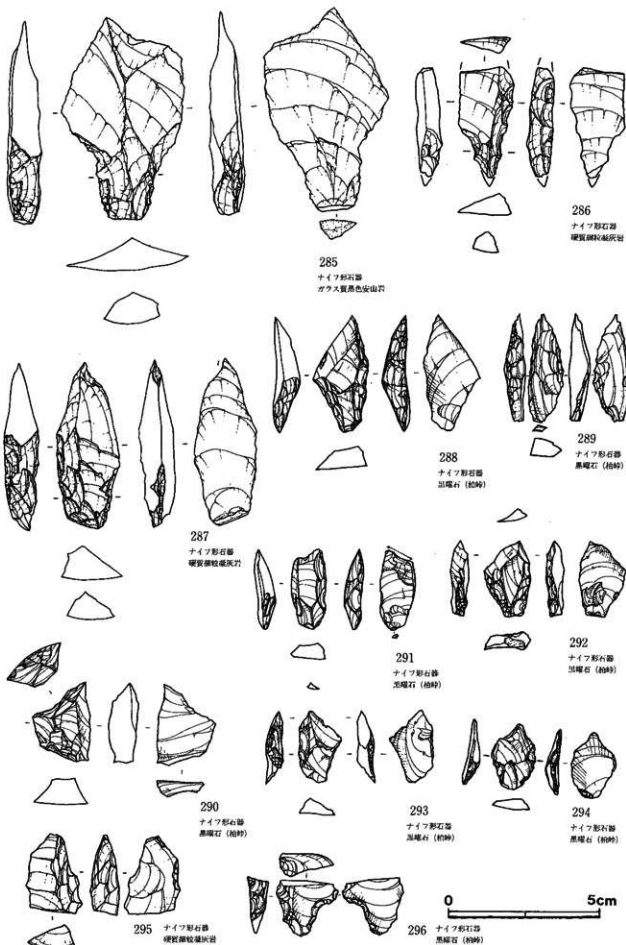 285
ナイフ形石器
ガラス質黒色安山岩
286
ナイフ形石器
硬質細粒凝灰岩
287
ナイフ形石器
硬質細粒凝灰岩
288
ナイフ形石器
黒曜石(柏峠)
289
ナイフ形石器
黒曜石(柏峠)
290
ナイフ形石器
黒曜石(柏峠)
291
ナイフ形石器
黒曜石(柏峠)
292
ナイフ形石器
黒曜石(柏峠)
293
ナイフ形石器
黒曜石(柏峠)
294
ナイフ形石器
黒曜石(柏峠)
295
ナイフ形石器
硬質細粒凝灰岩
296
ナイフ形石器
黒曜石(柏峠)
0 5cm